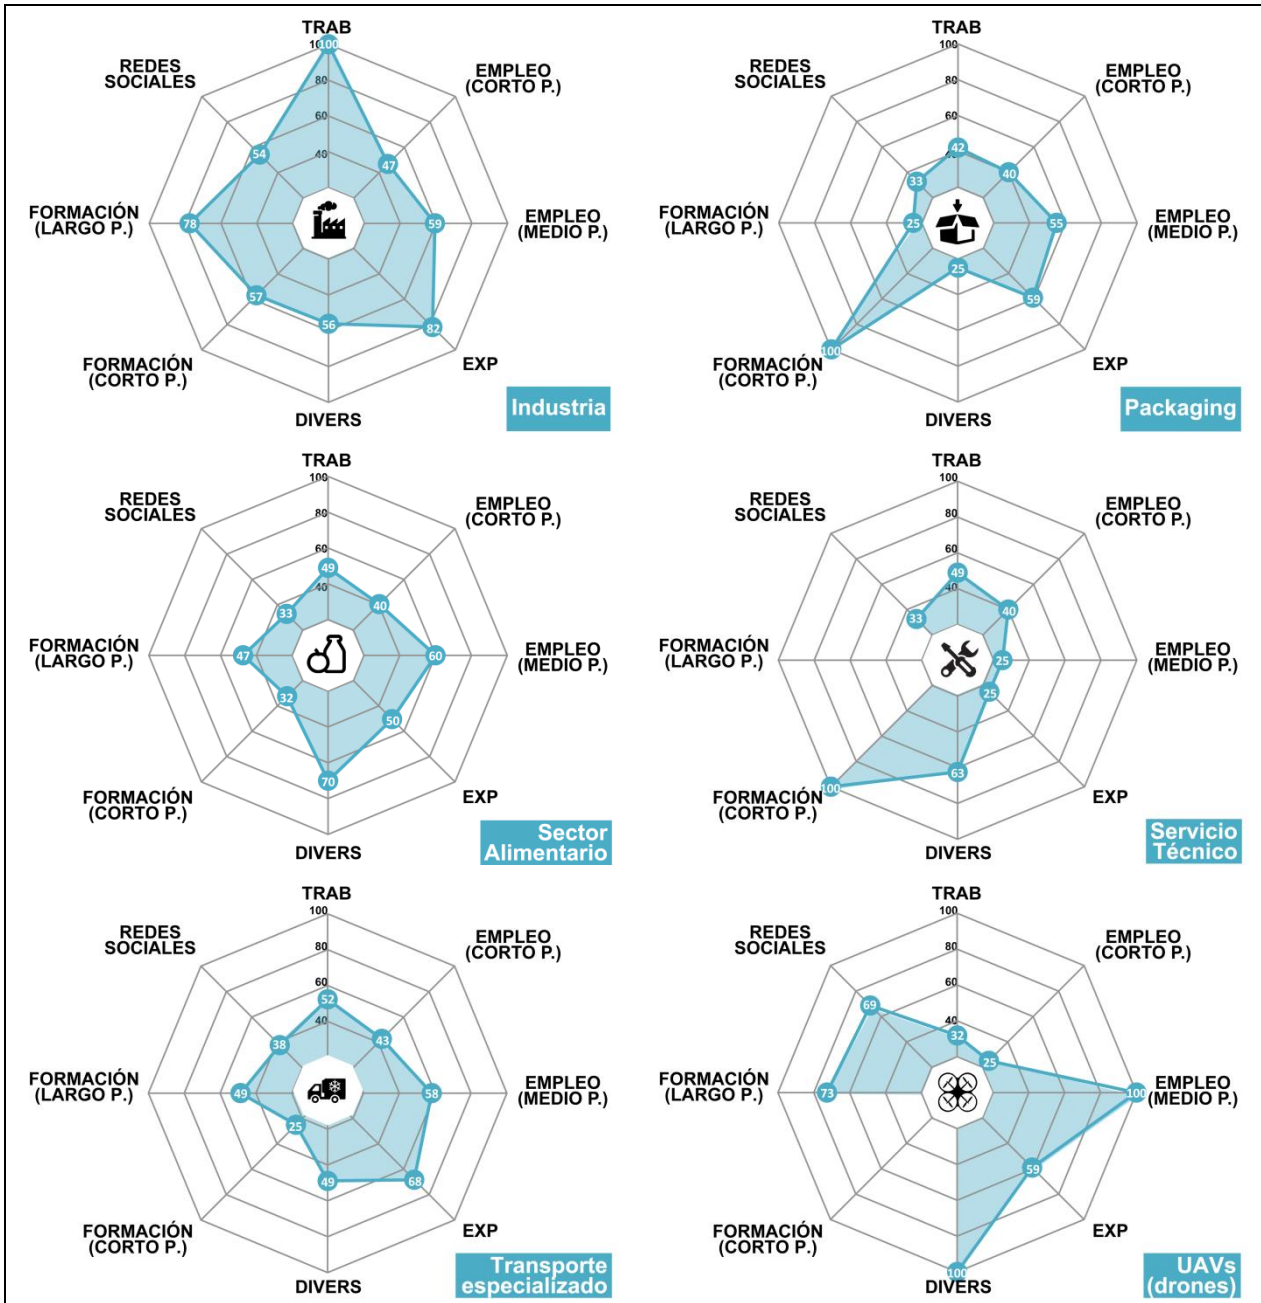 TRAB
100
100
80
60
40
REDES
SOCIALES
EMPLEO
(CORTO P.)
54
47
FORMACIÓN
(LARGO P.)
78
59
EMPLEO
(MEDIO P.)
57
56
82
FORMACIÓN
(CORTO P.)
EXP
DIVERS
Industria
TRAB
100
80
60
40
REDES
SOCIALES
EMPLEO
(CORTO P.)
42
33
40
FORMACIÓN
(LARGO P.)
25
55
EMPLEO
(MEDIO P.)
25
59
100
FORMACIÓN
(CORTO P.)
EXP
DIVERS
Packaging
TRAB
100
80
60
40
REDES
SOCIALES
EMPLEO
(CORTO P.)
49
33
40
FORMACIÓN
(LARGO P.)
47
60
EMPLEO
(MEDIO P.)
32
50
70
FORMACIÓN
(CORTO P.)
EXP
DIVERS
Sector
Alimentario
TRAB
100
80
60
40
REDES
SOCIALES
EMPLEO
(CORTO P.)
49
33
40
FORMACIÓN
(LARGO P.)
25
EMPLEO
(MEDIO P.)
25
63
100
FORMACIÓN
(CORTO P.)
EXP
DIVERS
Servicio
Técnico
TRAB
100
80
60
40
REDES
SOCIALES
EMPLEO
(CORTO P.)
52
38
43
FORMACIÓN
(LARGO P.)
49
58
EMPLEO
(MEDIO P.)
25
49
68
FORMACIÓN
(CORTO P.)
EXP
DIVERS
Transporte
especializado
TRAB
100
80
60
40
REDES
SOCIALES
EMPLEO
(CORTO P.)
69
32
25
FORMACIÓN
(LARGO P.)
73
100
EMPLEO
(MEDIO P.)
59
FORMACIÓN
(CORTO P.)
EXP
100
DIVERS
UAVs
(drones)